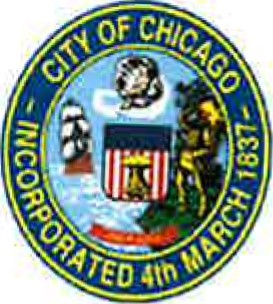 CITY OF CHICAGO
INCORPORATED 4th MARCH 1837